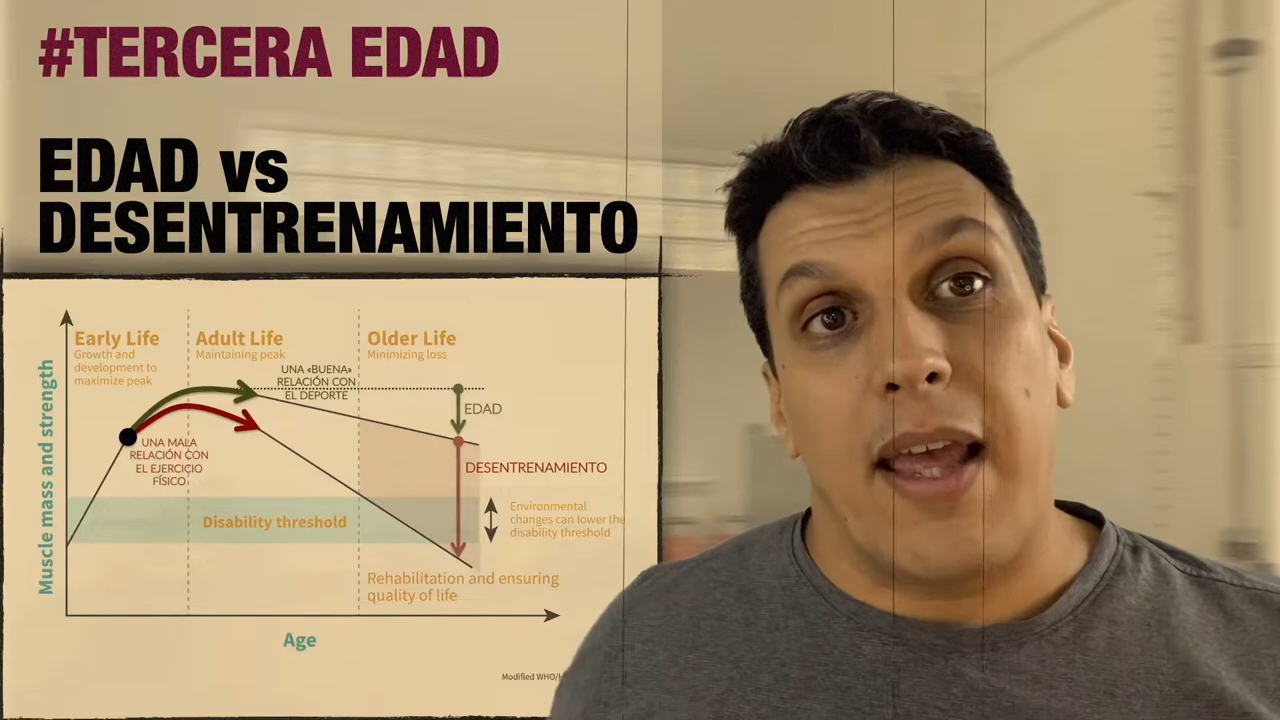 #TERCERA EDAD
EDAD vs
DESENTRENAMIENTO
Early Life
Growth and
development to
maximize peak
Adult Life
Maintaining peak
Older Life
Minimizing loss
UNA «BUENA»
RELACIÓN CON
EL DEPORTE
EDAD
UNA MALA
RELACIÓN CON
EL EJERCICIO
FÍSICO
DESENTRENAMIENTO
Muscle mass and strength
Disability threshold
Environmental
changes can lower the
disability threshold
Rehabilitation and ensuring
quality of life
Age
Modified WHO/